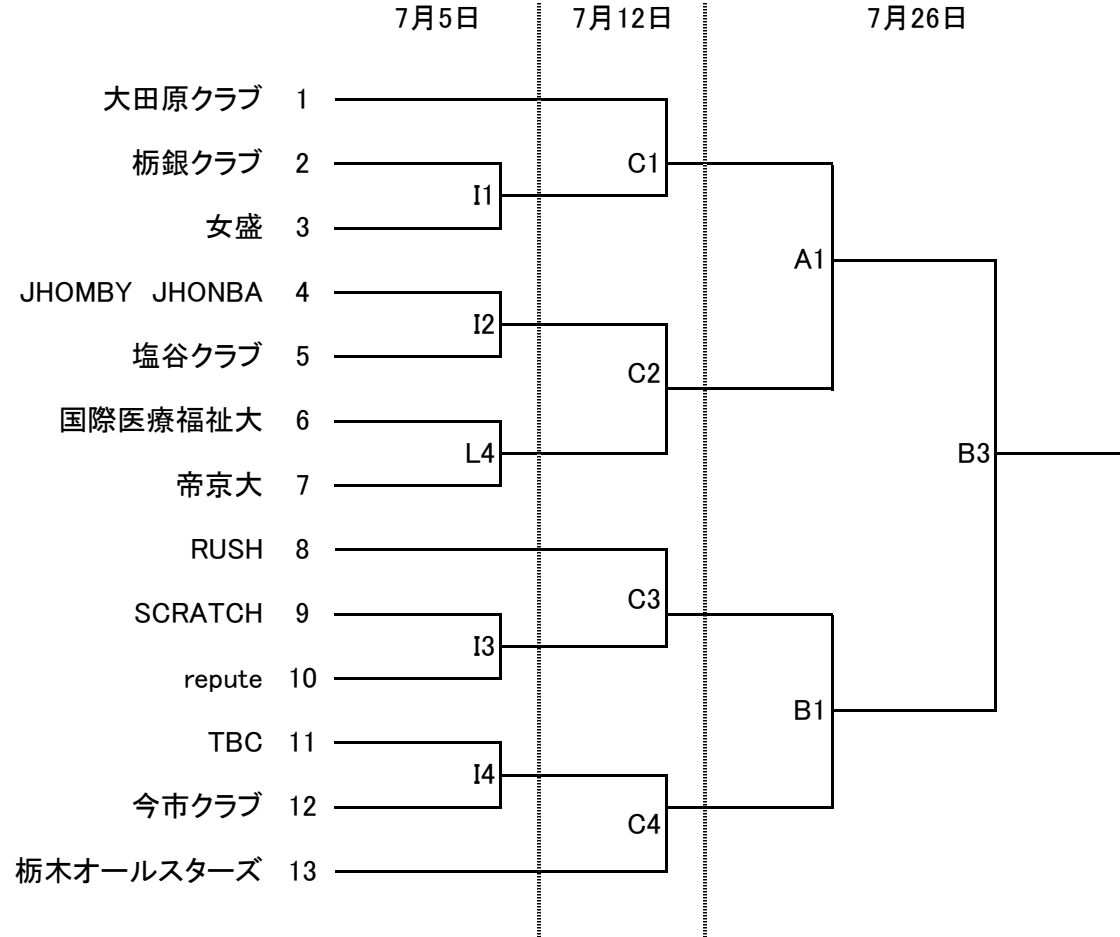 7月5日 7月12日 7月26日
大田原クラブ 1
栃銀クラブ 2
C1
I1
女盛 3
A1
JHOMBY　JHONBA 4
I2
塩谷クラブ 5
C2
国際医療福祉大 6
L4
B3
帝京大 7
RUSH 8
C3
SCRATCH 9
I3
repute 10
B1
TBC 11
I4
今市クラブ 12
C4
栃木オールスターズ 13